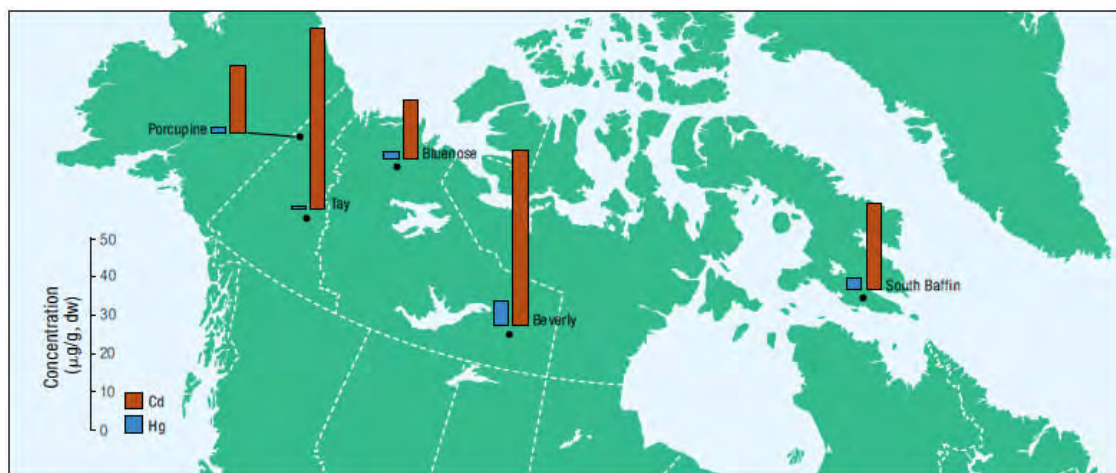 Porcupine
Bluenose
Tay
South Baffin
Beverly
Concentration
(µg/g, dw)
50
40
30
20
10
0
Cd
Hg